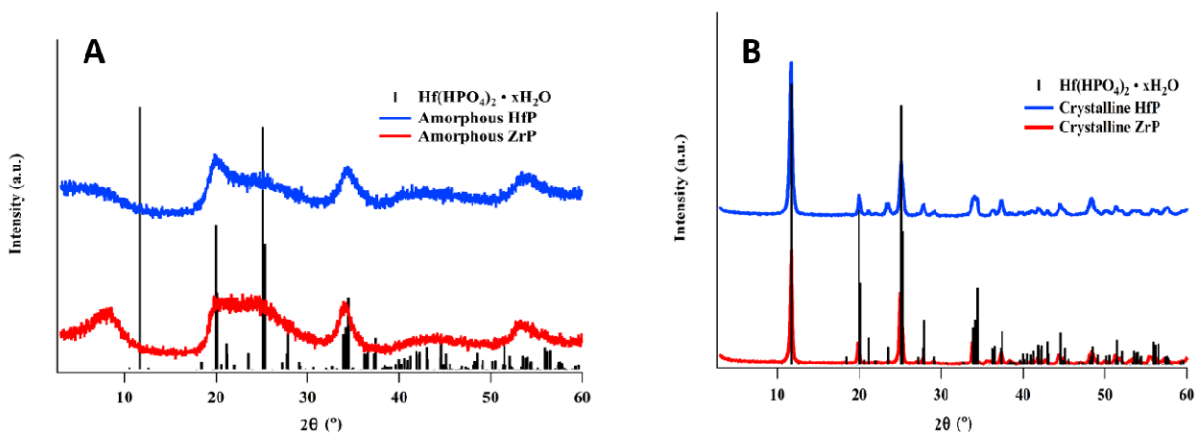 A
Hf(HPO₄)₂ • xH₂O
Amorphous HfP
Amorphous ZrP
Intensity (a.u.)
10 20 30 40 50 60
2θ (°)
B
Hf(HPO₄)₂ • xH₂O
Crystalline HfP
Crystalline ZrP
Intensity (a.u.)
10 20 30 40 50 60
2θ (°)